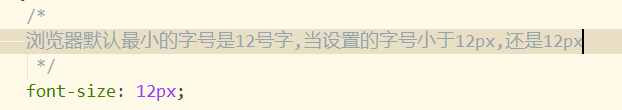 /*
浏览器默认最小的字号是12号字,当设置的字号小于12px,还是12px
*/
font-size: 12px;